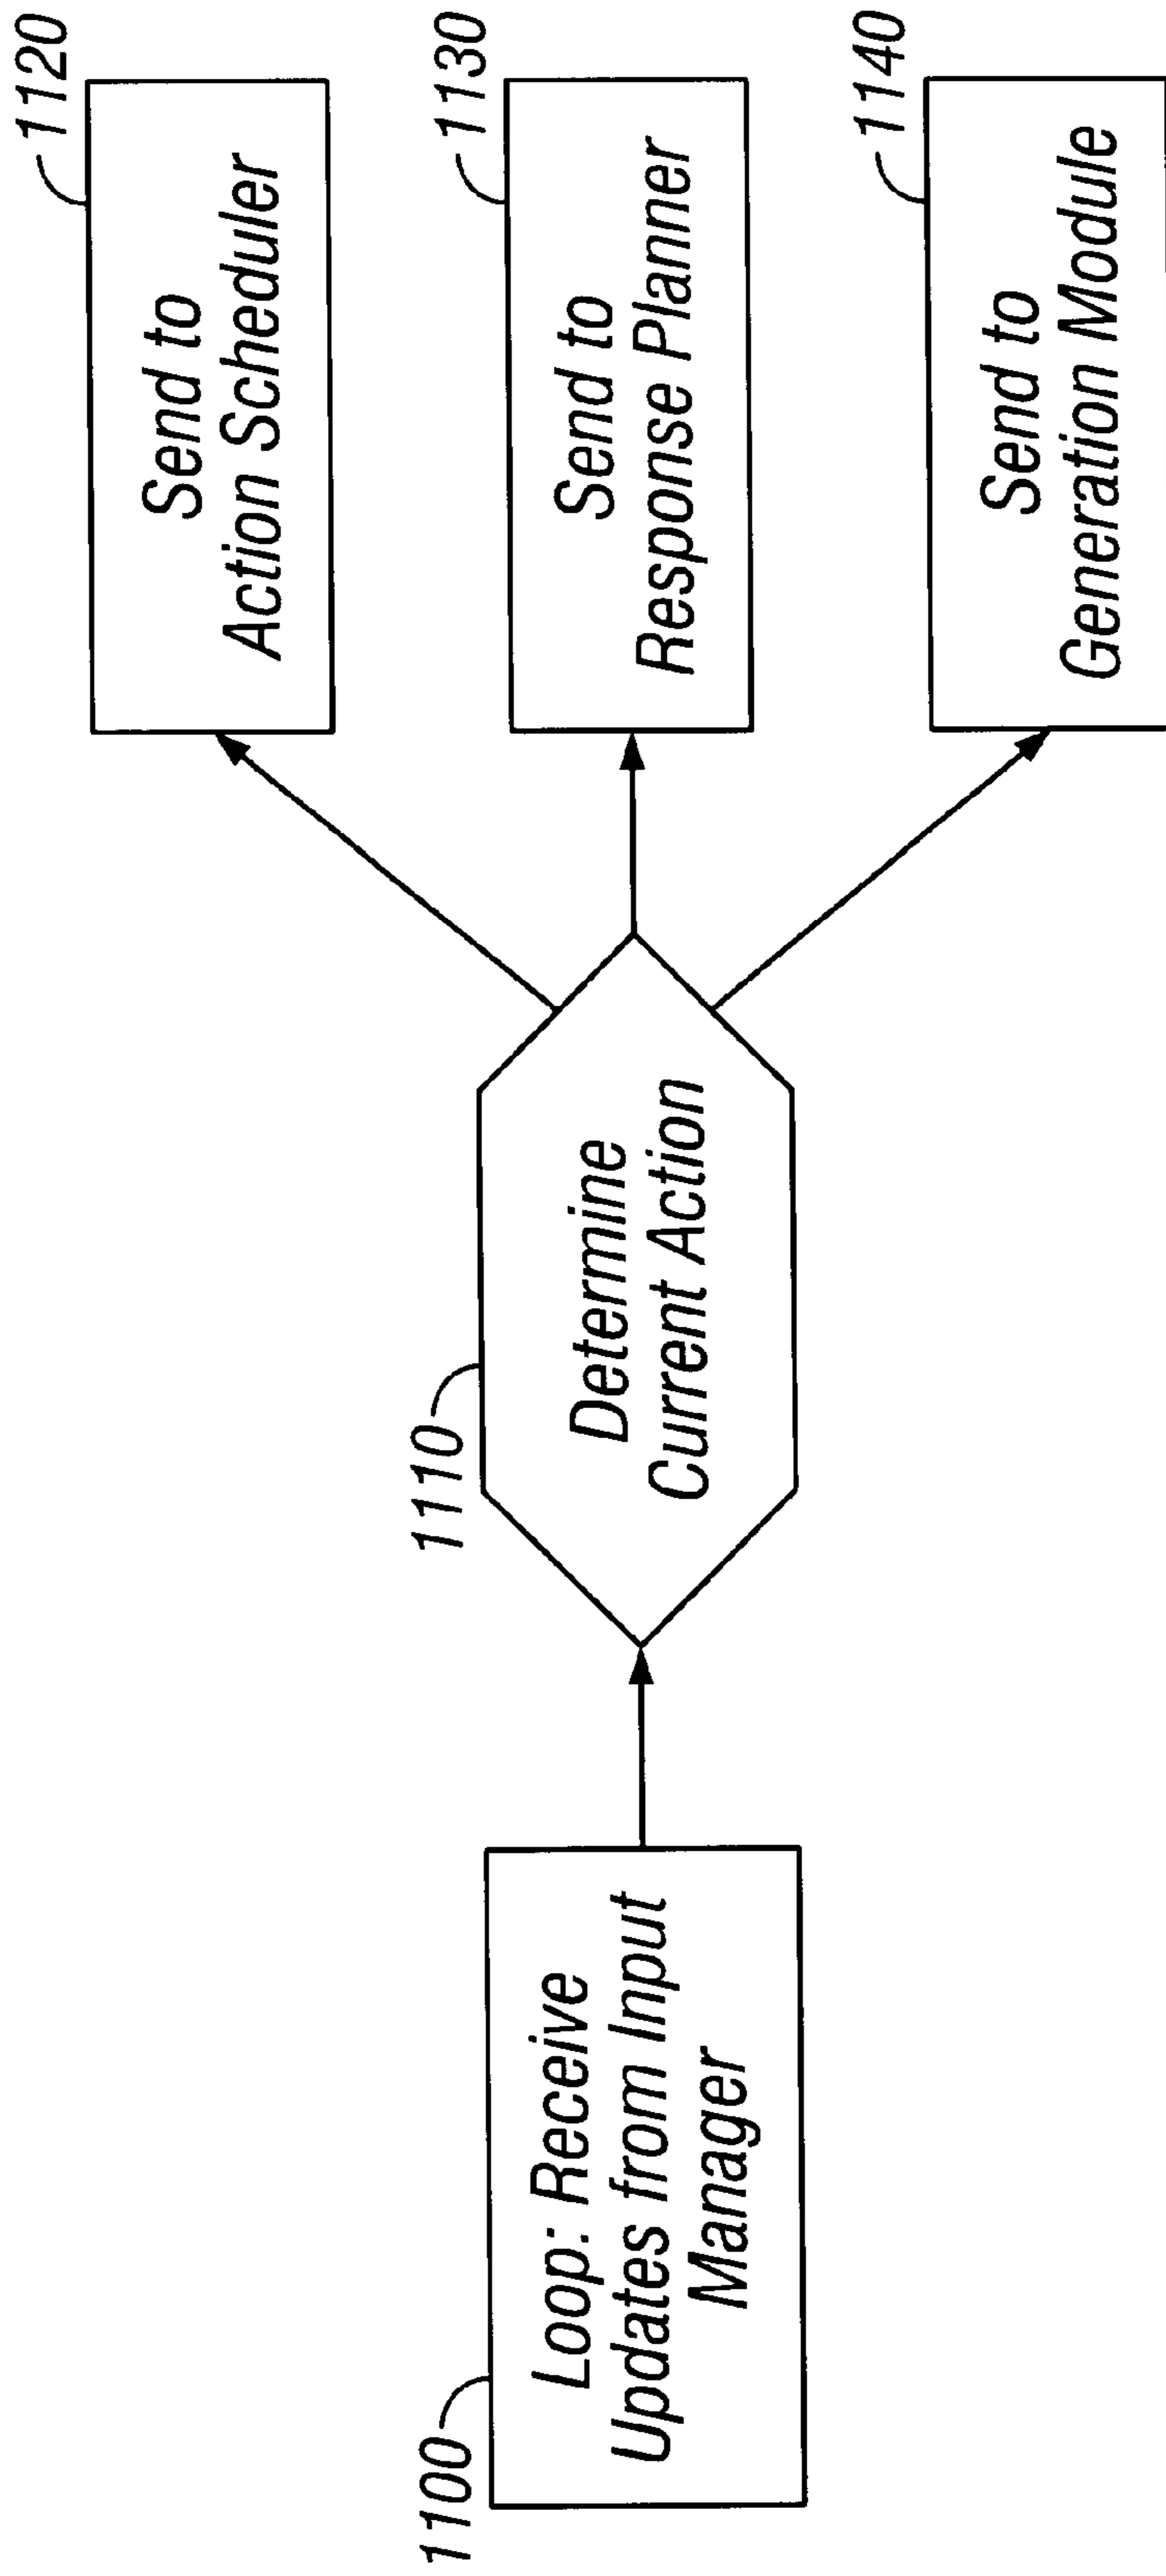 1100
Loop: Receive
Updates from Input
Manager
1110
Determine
Current Action
1120
Send to
Action Scheduler
1130
Send to
Response Planner
1140
Send to
Generation Module